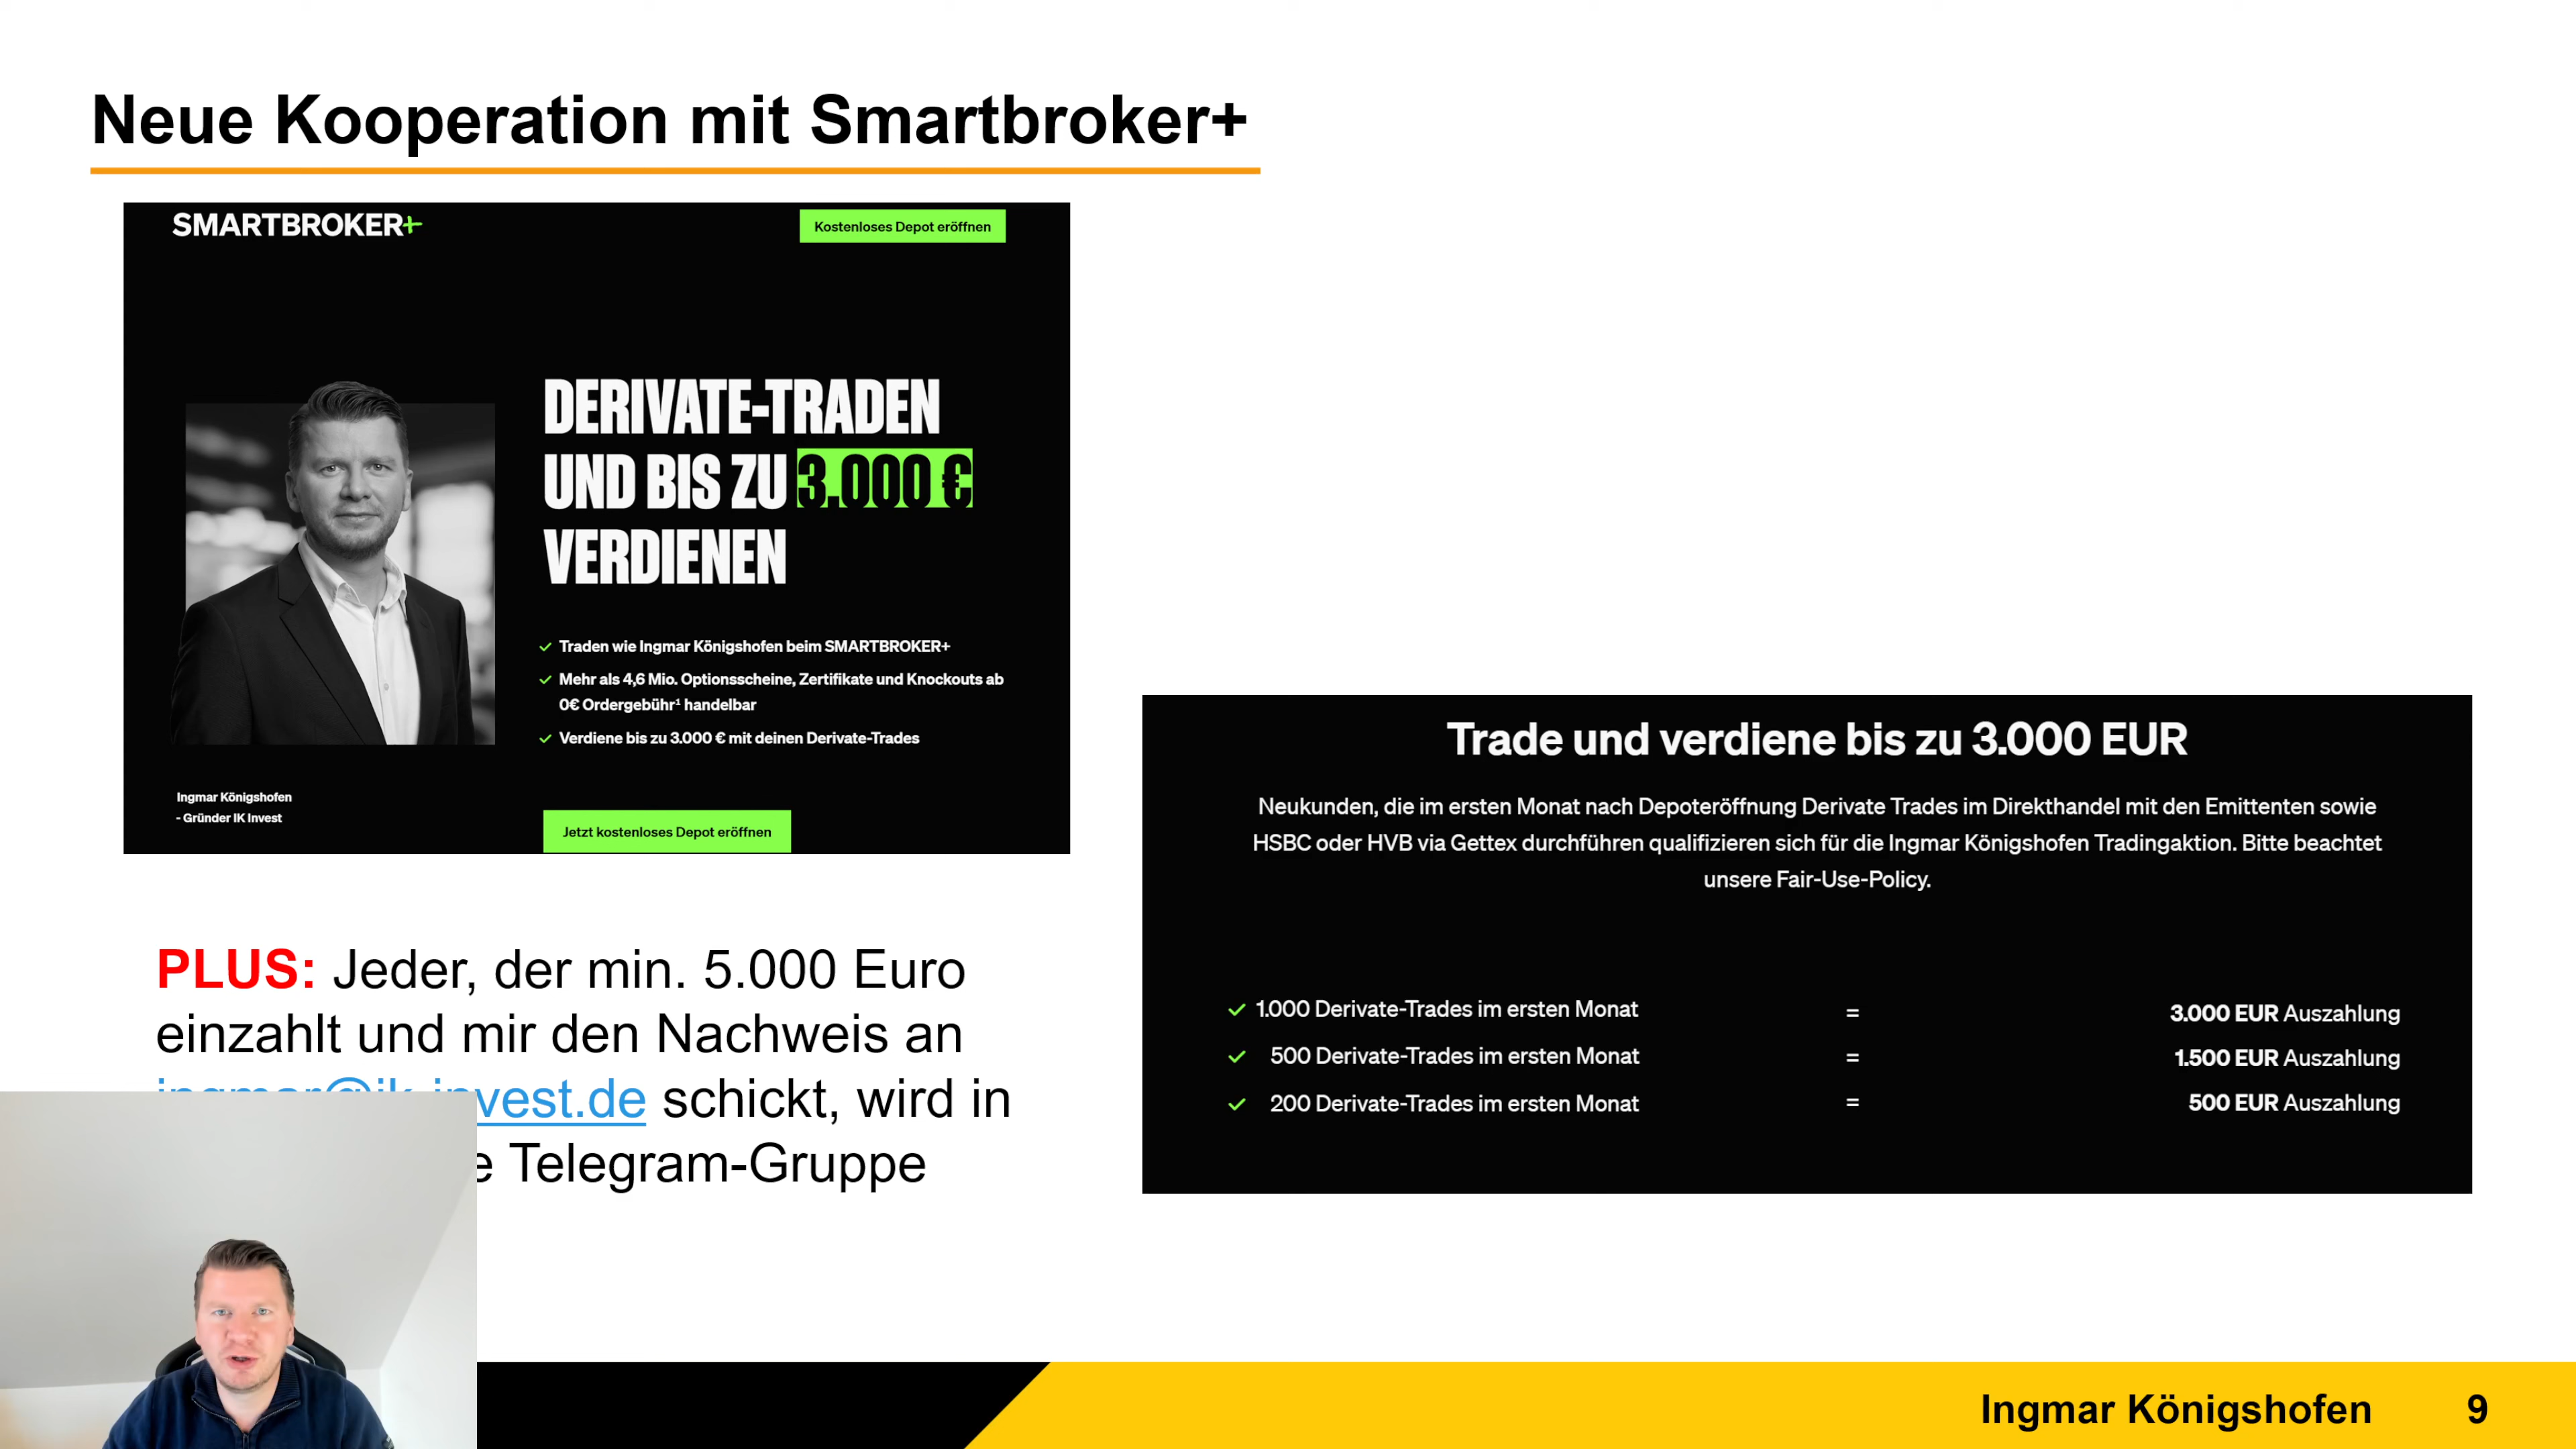 Neue Kooperation mit Smartbroker+
SMARTBROKER+
Kostenloses Depot eröffnen
DERIVATE-TRADEN
UND BIS ZU 3.000 €
VERDIENEN
Traden wie Ingmar Königshofen beim SMARTBROKER+
Mehr als 4,6 Mio. Optionsscheine, Zertifikate und Knockouts ab
0€ Ordergebühr¹ handelbar
Verdiene bis zu 3.000 € mit deinen Derivate-Trades
Ingmar Königshofen
- Gründer IK Invest
Jetzt kostenloses Depot eröffnen
PLUS: Jeder, der min. 5.000 Euro
einzahlt und mir den Nachweis an
ingmar@ik-invest.de schickt, wird in
Telegram-Gruppe
Trade und verdiene bis zu 3.000 EUR
Neukunden, die im ersten Monat nach Depoteröffnung Derivate Trades im Direkthandel mit den Emittenten sowie
HSBC oder HVB via Gettex durchführen qualifizieren sich für die Ingmar Königshofen Tradingaktion. Bitte beachtet
unsere Fair-Use-Policy.
1.000 Derivate-Trades im ersten Monat = 3.000 EUR Auszahlung
500 Derivate-Trades im ersten Monat = 1.500 EUR Auszahlung
200 Derivate-Trades im ersten Monat = 500 EUR Auszahlung
Ingmar Königshofen 9